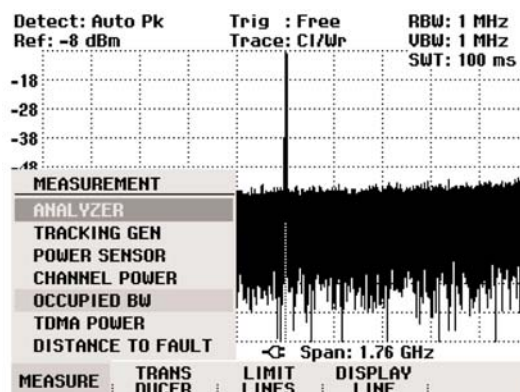 Detect: Auto Pk Trig : Free RBW: 1 MHz
Ref: -8 dBm Trace: Cl/Wr VBW: 1 MHz
SWT: 100 ms
-18
-28
-38
-48
MEASUREMENT
ANALYZER
TRACKING GEN
POWER SENSOR
CHANNEL POWER
OCCUPIED BW
TDMA POWER
DISTANCE TO FAULT
Span: 1.76 GHz
MEASURE TRANS DUCER LIMIT LINES DISPLAY LINE